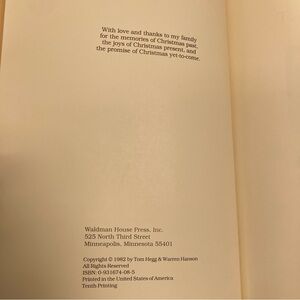 With love and thanks to my family
for the memories of Christmas past,
the joys of Christmas present, and
the promise of Christmas yet-to-come.
Waldman House Press, Inc.
525 North Third Street
Minneapolis, Minnesota 55401
Copyright © 1982 by Tom Hegg & Warren Hanson
All Rights Reserved
ISBN: 0-931674-08-5
Printed in the United States of America
Tenth Printing